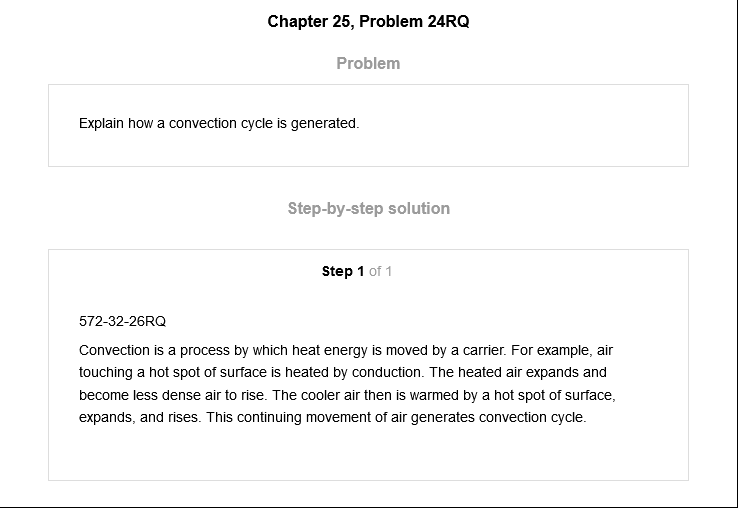 Chapter 25, Problem 24RQ
Problem
Explain how a convection cycle is generated.
Step-by-step solution
Step 1 of 1
572-32-26RQ
Convection is a process by which heat energy is moved by a carrier. For example, air
touching a hot spot of surface is heated by conduction. The heated air expands and
become less dense air to rise. The cooler air then is warmed by a hot spot of surface,
expands, and rises. This continuing movement of air generates convection cycle.